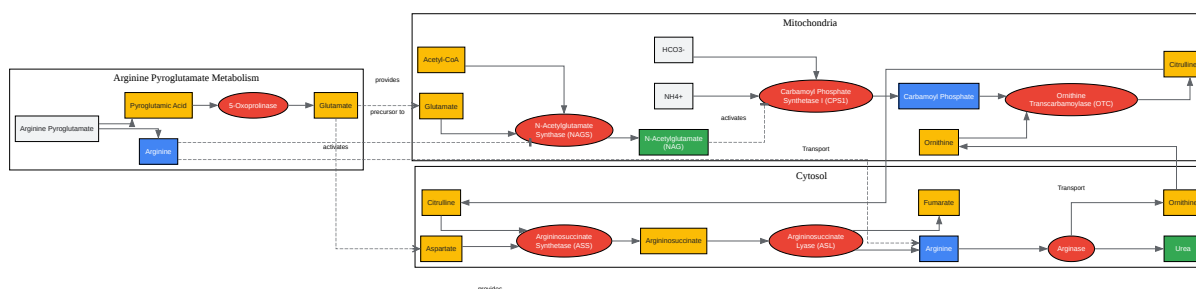 Mitochondria
HCO3-
Acetyl-CoA
Citrulline
Arginine Pyroglutamate Metabolism
provides
Carbamoyl Phosphate
Synthetase I (CPS1)
NH4+
Carbamoyl Phosphate
Ornithine
Transcarbamoylase (OTC)
Pyroglutamic Acid
5-Oxoprolinase
Glutamate
Glutamate
precursor to
activates
Arginine Pyroglutamate
N-Acetylglutamate
Synthase (NAGS)
N-Acetylglutamate
(NAG)
Ornithine
Arginine
activates
Transport
Cytosol
Transport
Citrulline
Fumarate
Ornithine
Aspartate
Argininosuccinate
Synthetase (ASS)
Argininosuccinate
Argininosuccinate
Lyase (ASL)
Arginine
Arginase
Urea
provides